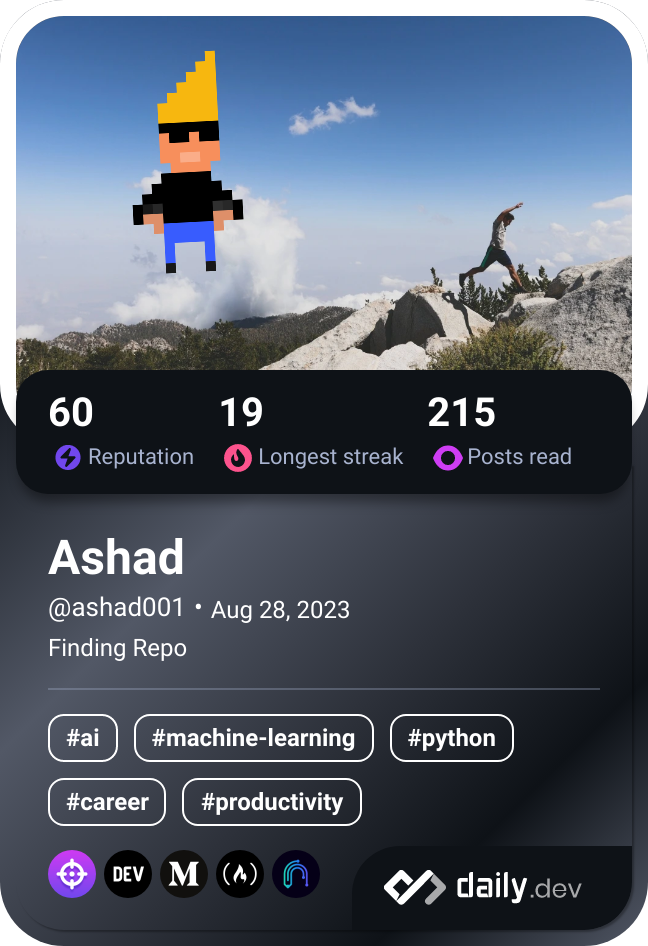 60 19 215
Reputation Longest streak Posts read
Ashad
@ashad001 • Aug 28, 2023
Finding Repo
#ai #machine-learning #python
#career #productivity
DEV M
daily.dev